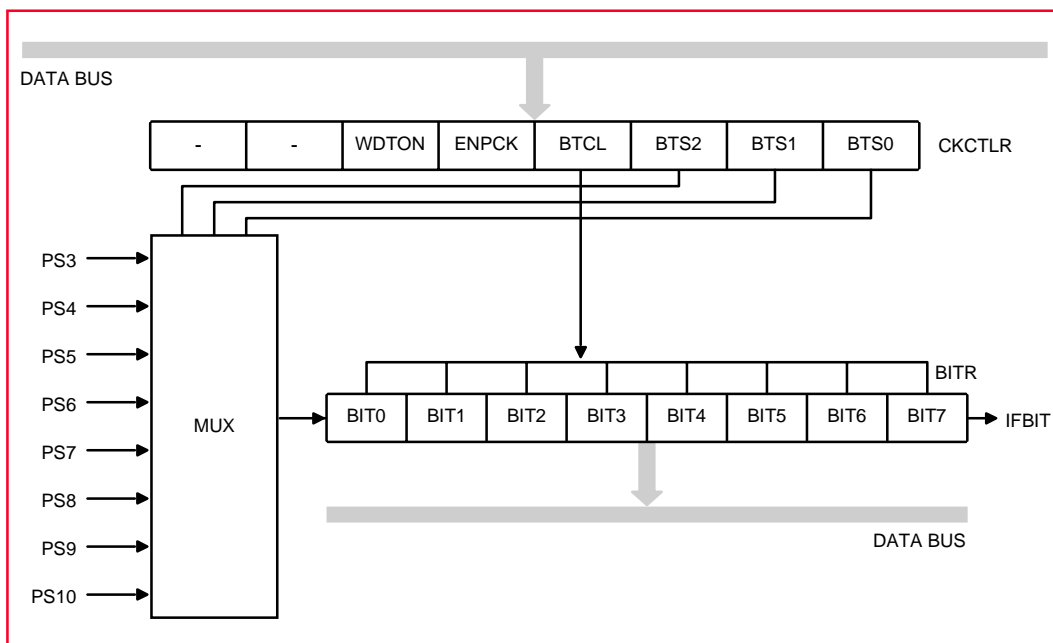 DATA BUS
- - WDTON ENPCK BTCL BTS2 BTS1 BTS0 CKCTLR
PS3
PS4
PS5
PS6
PS7
PS8
PS9
PS10
MUX
BITR
BIT0 BIT1 BIT2 BIT3 BIT4 BIT5 BIT6 BIT7 IFBIT
DATA BUS